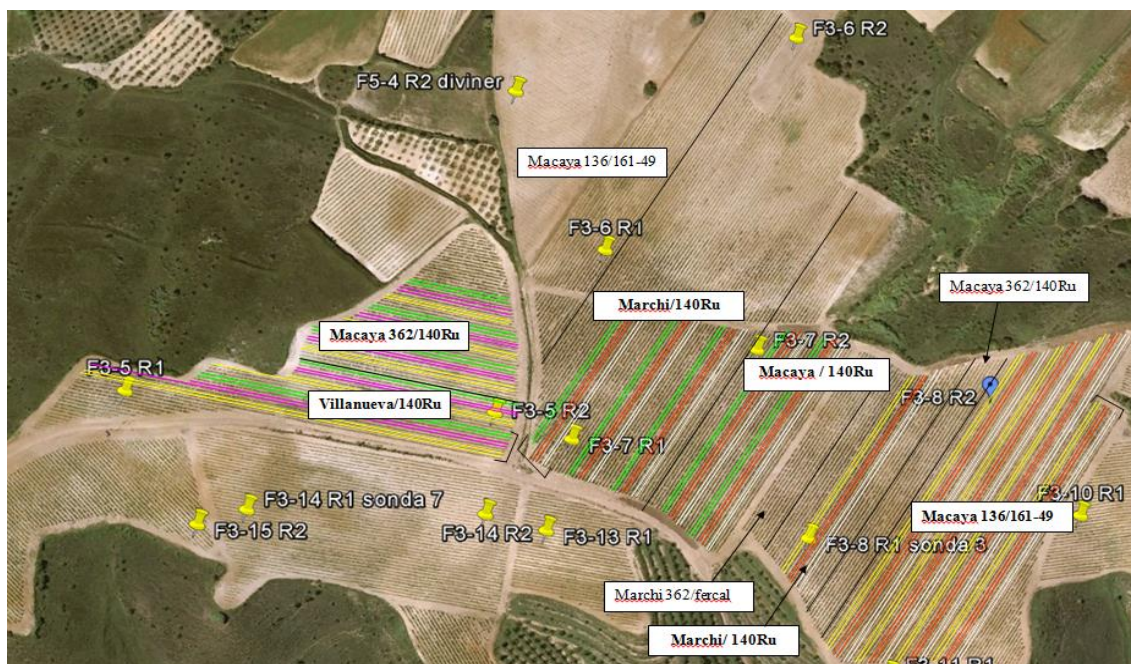 F3-6 R2
F5-4 R2 diviner
Macaya 136/161-49
F3-6 R1
Macaya 362/140Ru
Marchi/140Ru
Macaya 362/140Ru
F3-7 R2
F3-5 R1
Macaya / 140Ru
F3-8 R2
Villanueva/140Ru
F3-5 R2
F3-7 R1
F3-14 R1 sonda 7
F3-10 R1
F3-15 R2
F3-14 R2
F3-13 R1
Macaya 136/161-49
F3-8 R1 sonda 3
Marchi 362/fercal
Marchi/ 140Ru
F3-11 R1